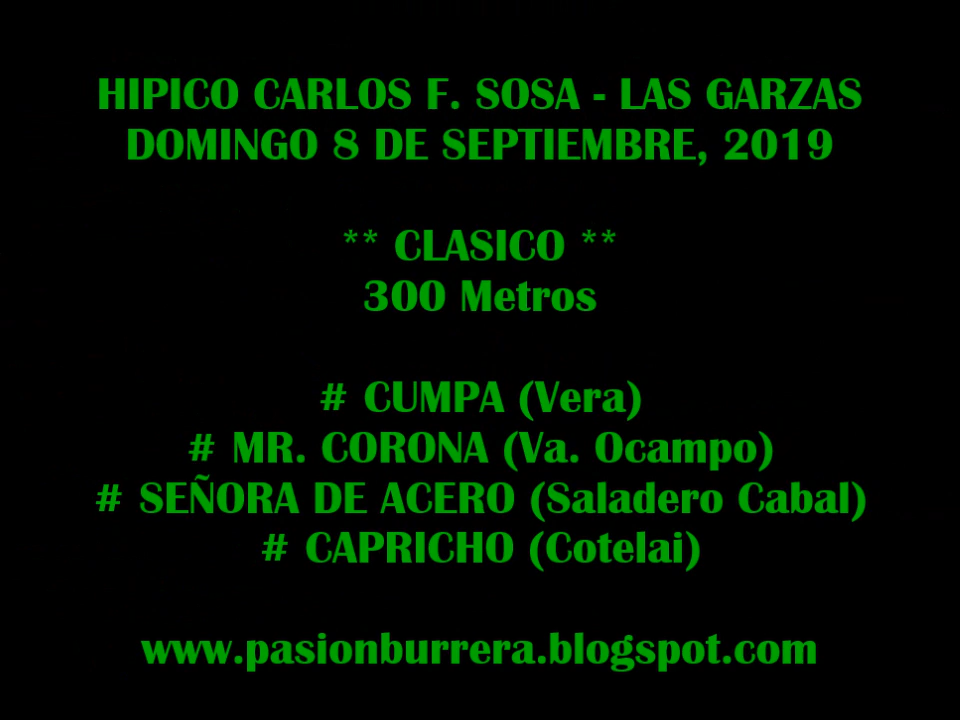 HIPICO CARLOS F. SOSA - LAS GARZAS
DOMINGO 8 DE SEPTIEMBRE, 2019
** CLASICO **
300 Metros
# CUMPA (Vera)
# MR. CORONA (Va. Ocampo)
# SEÑORA DE ACERO (Saladero Cabal)
# CAPRICHO (Cotelai)
www.pasionburrera.blogspot.com